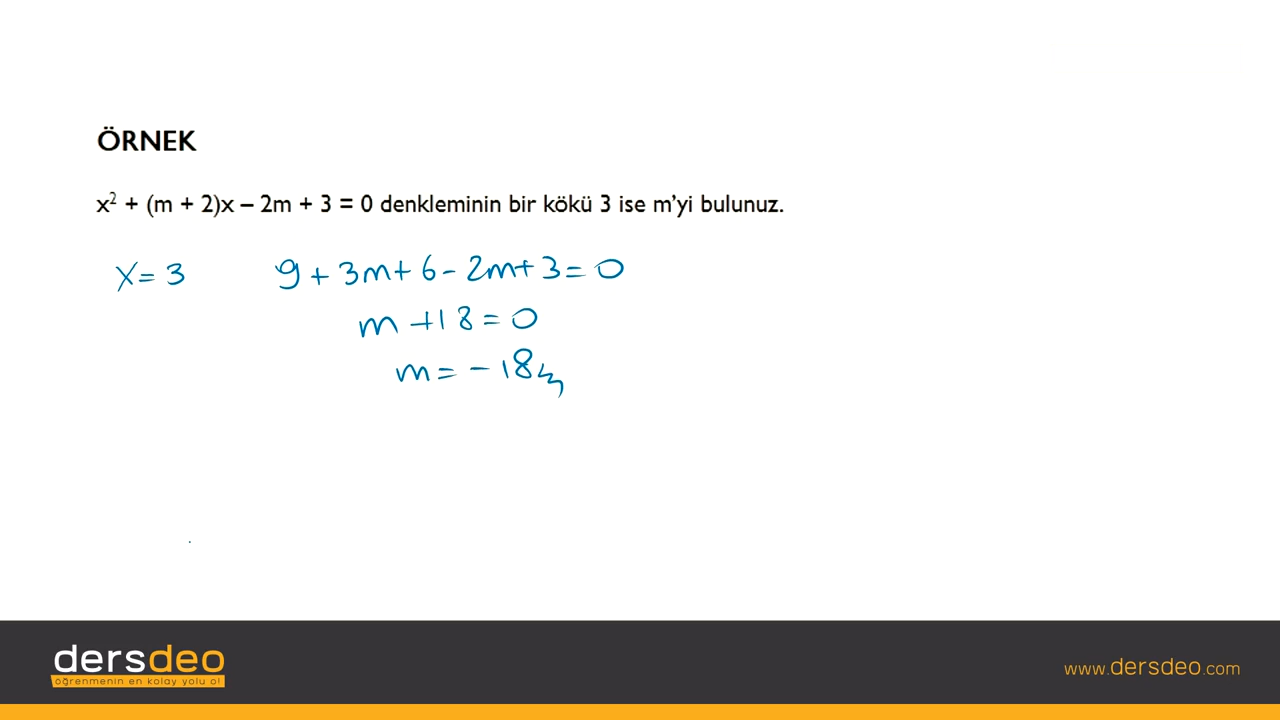 ÖRNEK
x² + (m + 2)x – 2m + 3 = 0 denkleminin bir kökü 3 ise m’yi bulunuz.
x = 3 9 + 3m + 6 - 2m + 3 = 0
m + 18 = 0
m = - 18
dersdeo
öğrenmenin en kolay yolu o!
www.dersdeo.com